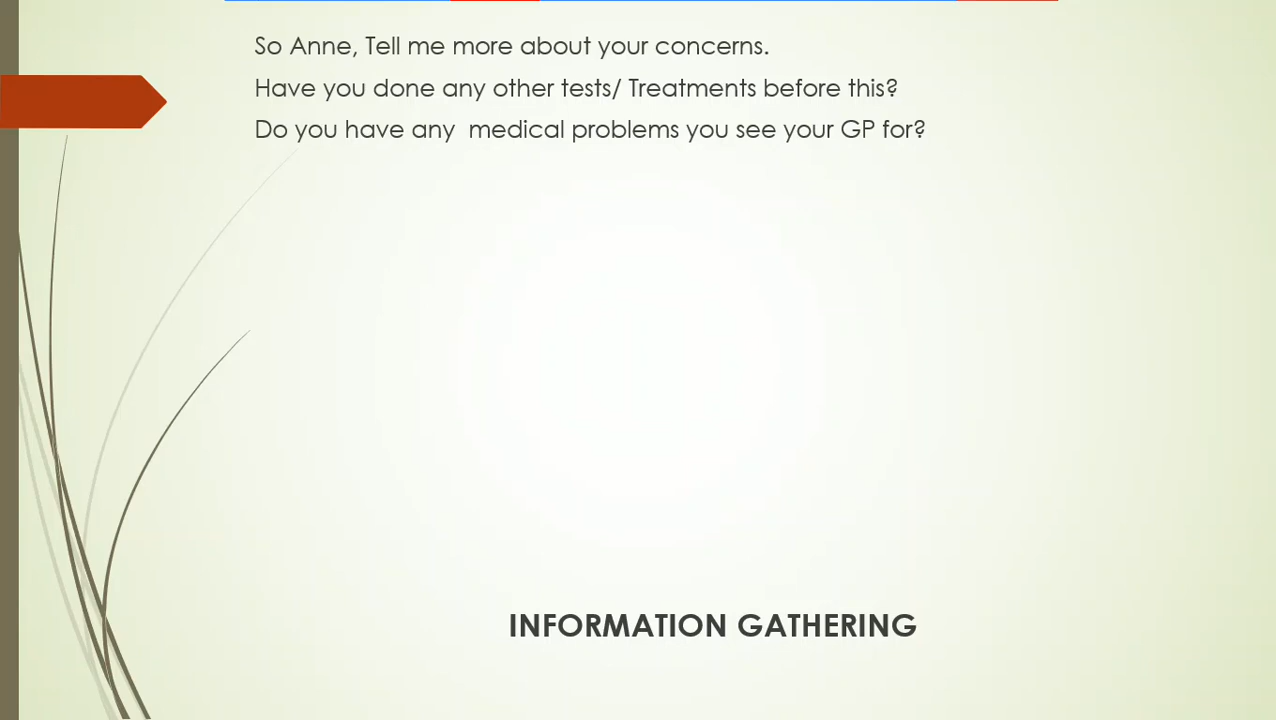 So Anne, Tell me more about your concerns.
Have you done any other tests/ Treatments before this?
Do you have any  medical problems you see your GP for?
INFORMATION GATHERING